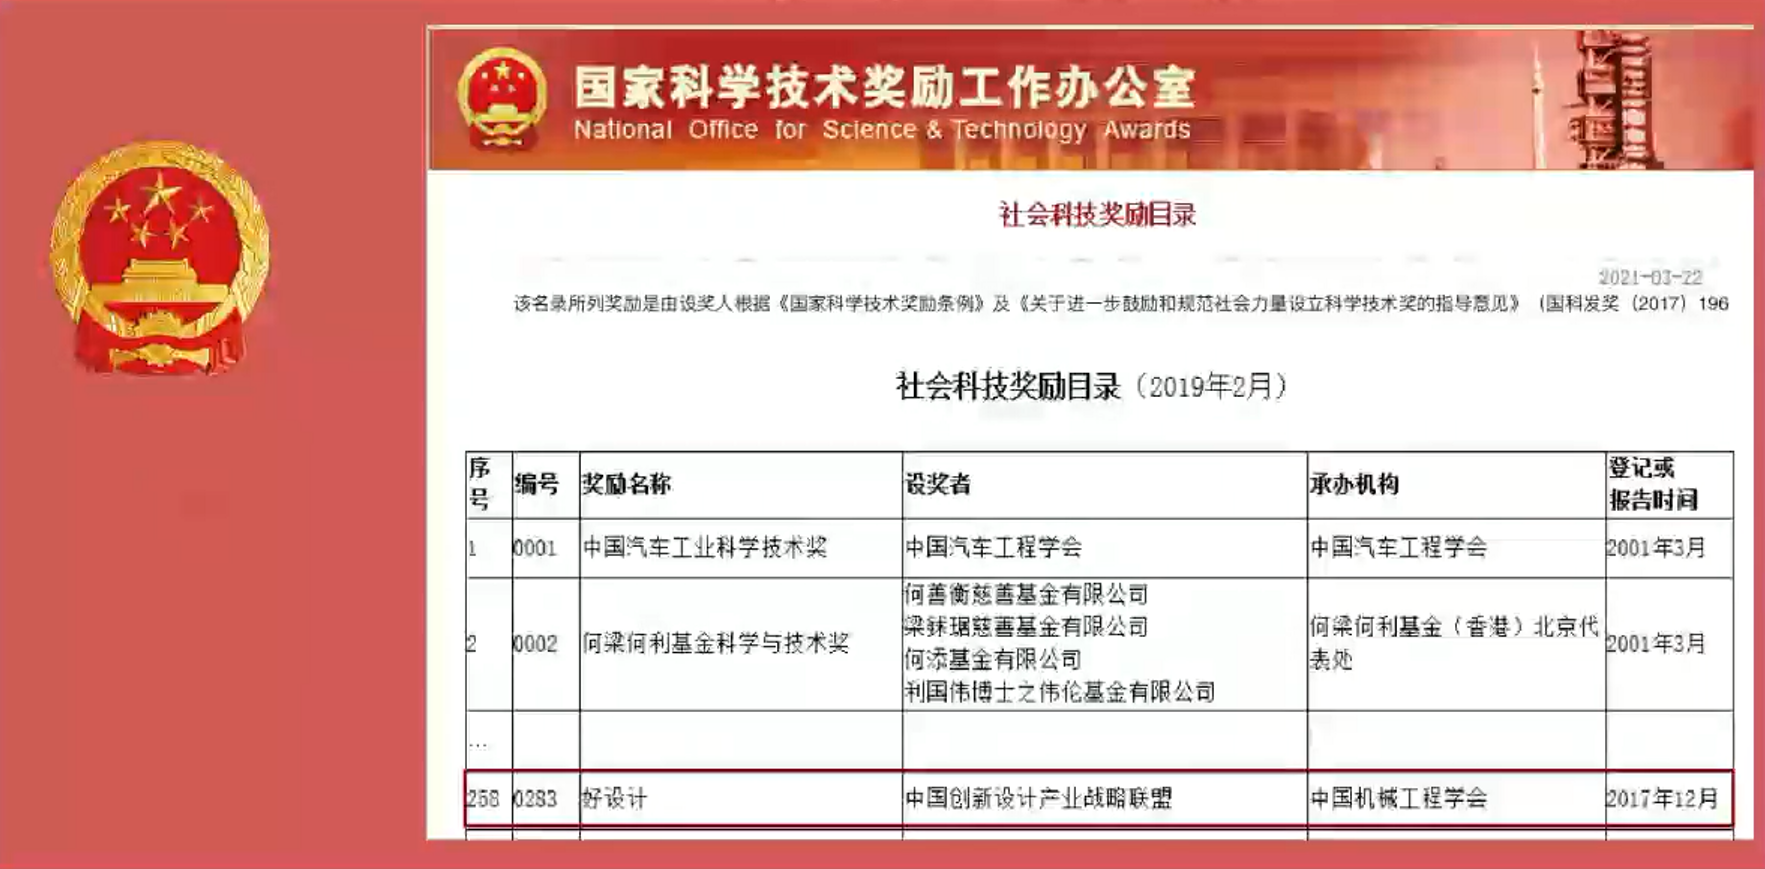 国家科学技术奖励工作办公室
National Office for Science & Technology Awards
社会科技奖励目录
2021-03-22
该名录所列奖励是由设奖人根据《国家科学技术奖励条例》及《关于进一步鼓励和规范社会力量设立科学技术奖的指导意见》（国科发奖（2017）196
社会科技奖励目录（2019年2月）
序号 编号 奖励名称 设奖者 承办机构 登记或报告时间
1 0001 中国汽车工业科学技术奖 中国汽车工程学会 中国汽车工程学会 2001年3月
何善衡慈善基金有限公司
梁銶琚慈善基金有限公司
2 0002 何梁何利基金科学与技术奖 何添基金有限公司 何梁何利基金（香港）北京代表处 2001年3月
利国伟博士之伟伦基金有限公司
...
258 0283 好设计 中国创新设计产业战略联盟 中国机械工程学会 2017年12月